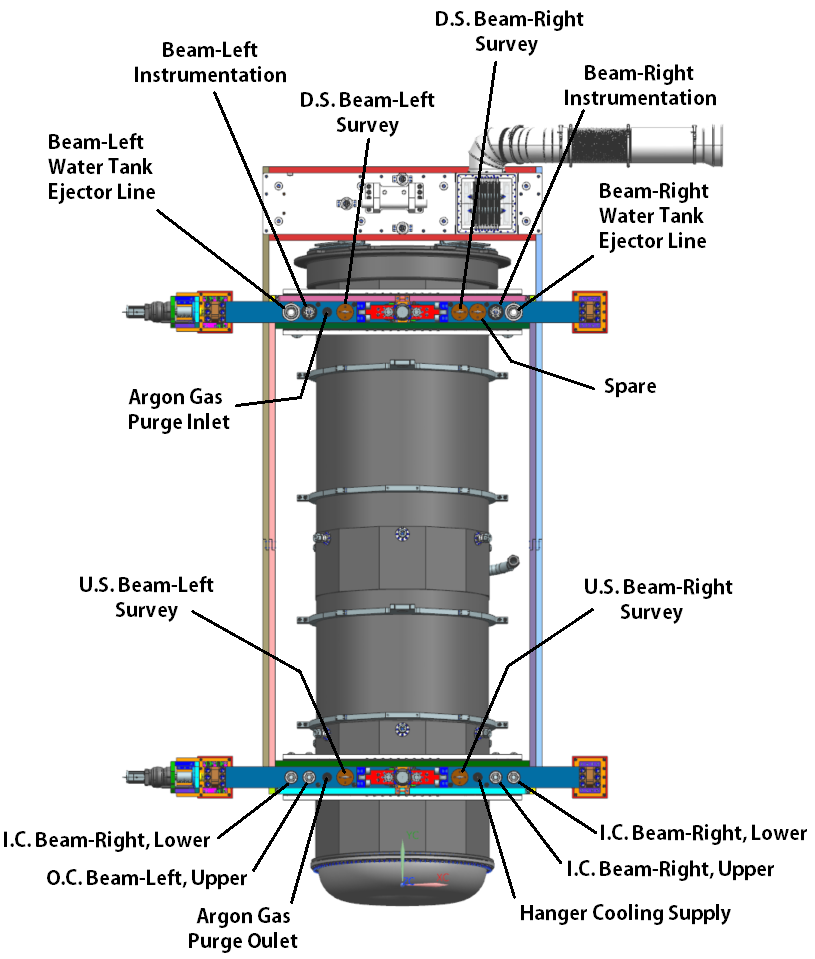 D.S. Beam-Right
Survey
Beam-Left
Instrumentation
Beam-Right
Instrumentation
D.S. Beam-Left
Survey
Beam-Left
Water Tank
Ejector Line
Beam-Right
Water Tank
Ejector Line
Argon Gas
Purge Inlet
Spare
U.S. Beam-Left
Survey
U.S. Beam-Right
Survey
I.C. Beam-Right, Lower
I.C. Beam-Right, Lower
O.C. Beam-Left, Upper
I.C. Beam-Right, Upper
Argon Gas
Purge Oulet
Hanger Cooling Supply
XC